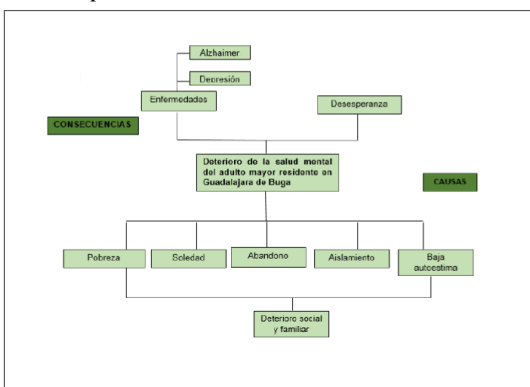 Alzhaimer
Depresión
Enfermedados
Desesperanza
CONSECUENCIAS
Deterioro de la salud mental
del adulto mayor residente en
Guadalajara de Buga
CAUSAS
Pobreza
Soledad
Abandono
Aislamiento
Baja
autoestima
Deterioro social
y familiar